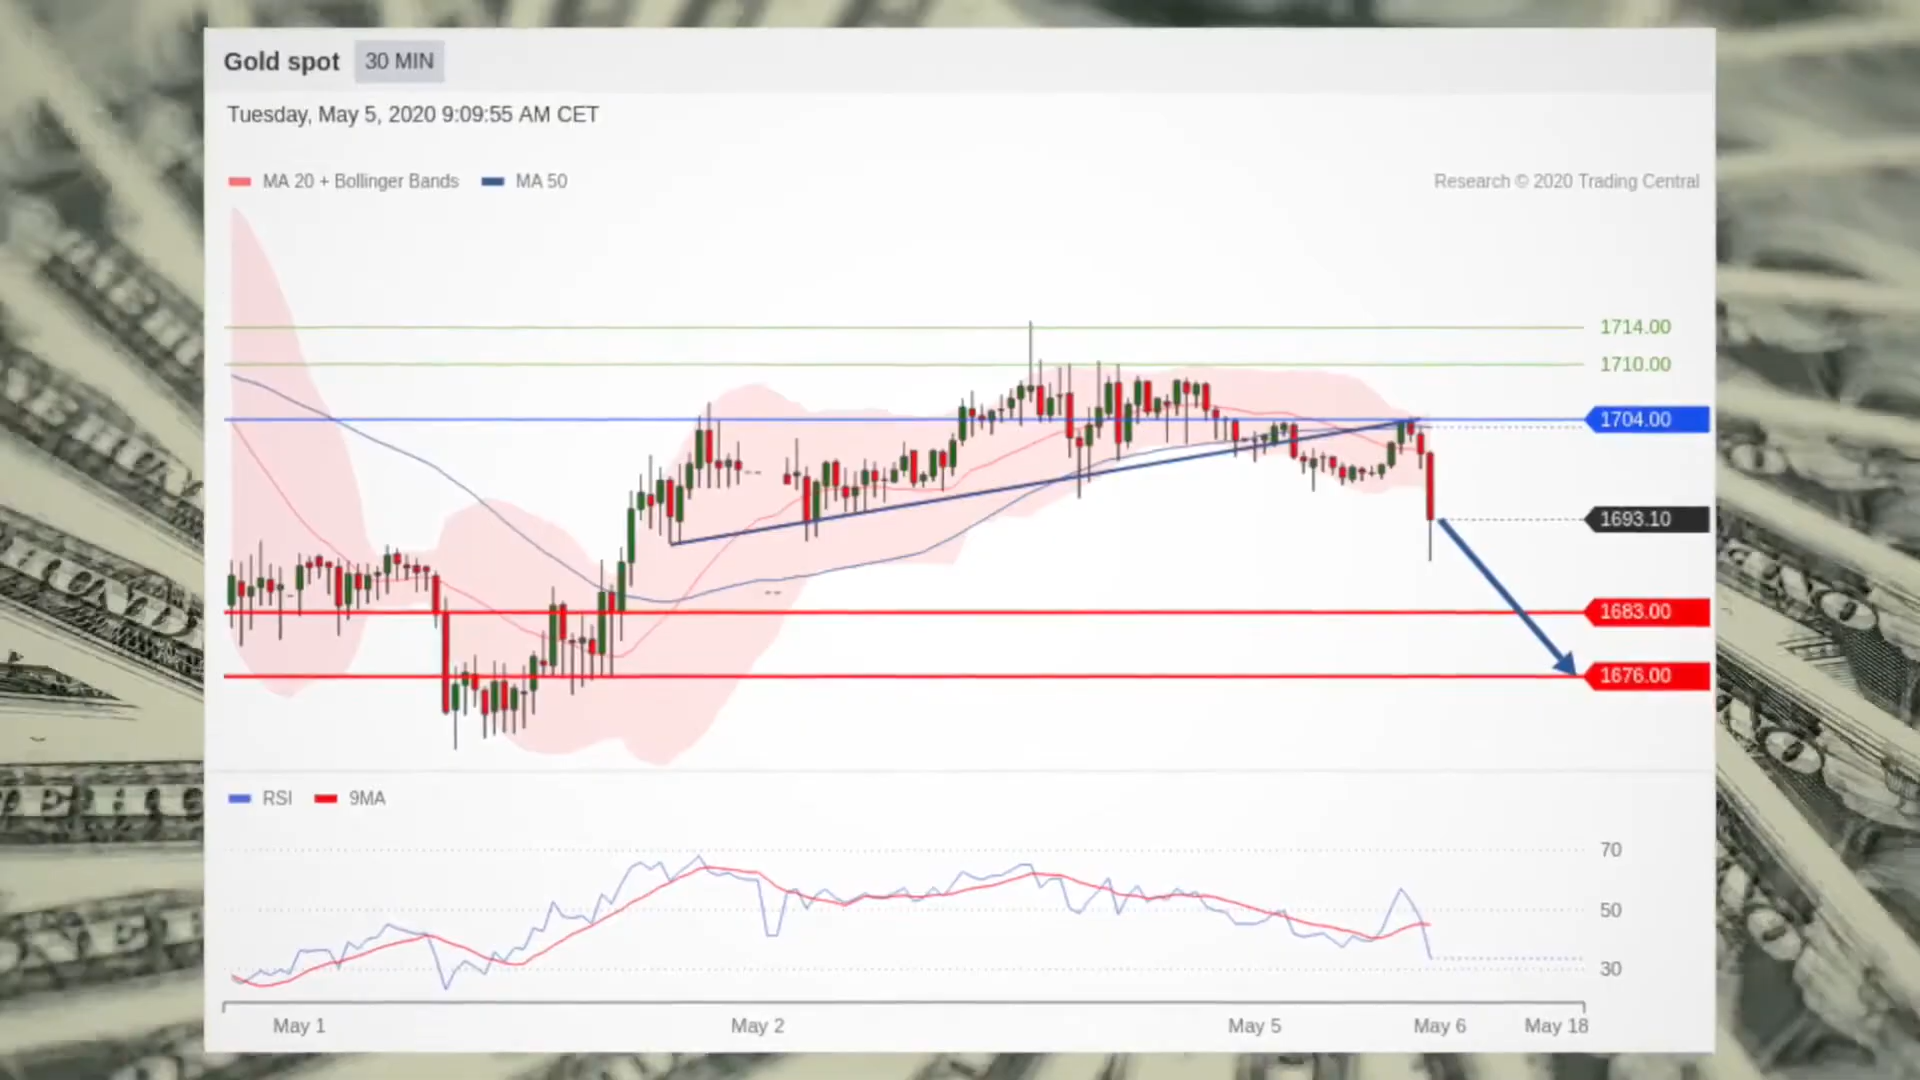 Gold spot 30 MIN
Tuesday, May 5, 2020 9:09:55 AM CET
MA 20 + Bollinger Bands MA 50
Research © 2020 Trading Central
1714.00
1710.00
1704.00
1693.10
1683.00
1676.00
RSI 9MA
70
50
30
May 1 May 2 May 5 May 6 May 18